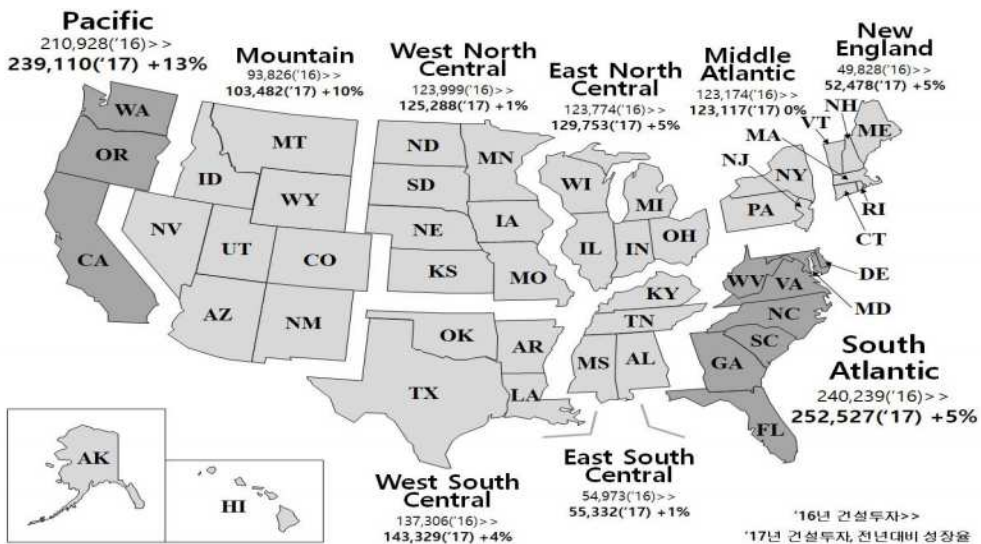 Pacific
210,928('16)>>
239,110('17) +13%
Mountain
93,826('16)>>
103,482('17) +10%
West North
Central
123,999('16)>>
125,288('17) +1%
East North
Central
123,774('16)>>
129,753('17) +5%
Middle
Atlantic
123,174('16)>>
123,117('17) 0%
New
England
49,828('16)>>
52,478('17) +5%
WA
OR
CA
MT
ID
WY
NV
UT
CO
AZ
NM
ND
SD
NE
KS
MN
IA
MO
WI
MI
IL
IN
OH
NY
PA
NJ
MA
VT
NH
ME
RI
CT
DE
MD
WV
VA
NC
SC
GA
FL
KY
TN
MS
AL
OK
AR
TX
LA
AK
HI
South
Atlantic
240,239('16)>>
252,527('17) +5%
West South
Central
137,306('16)>>
143,329('17) +4%
East South
Central
54,973('16)>>
55,332('17) +1%
'16년 건설투자>>
'17년 건설투자, 전년대비 성장율